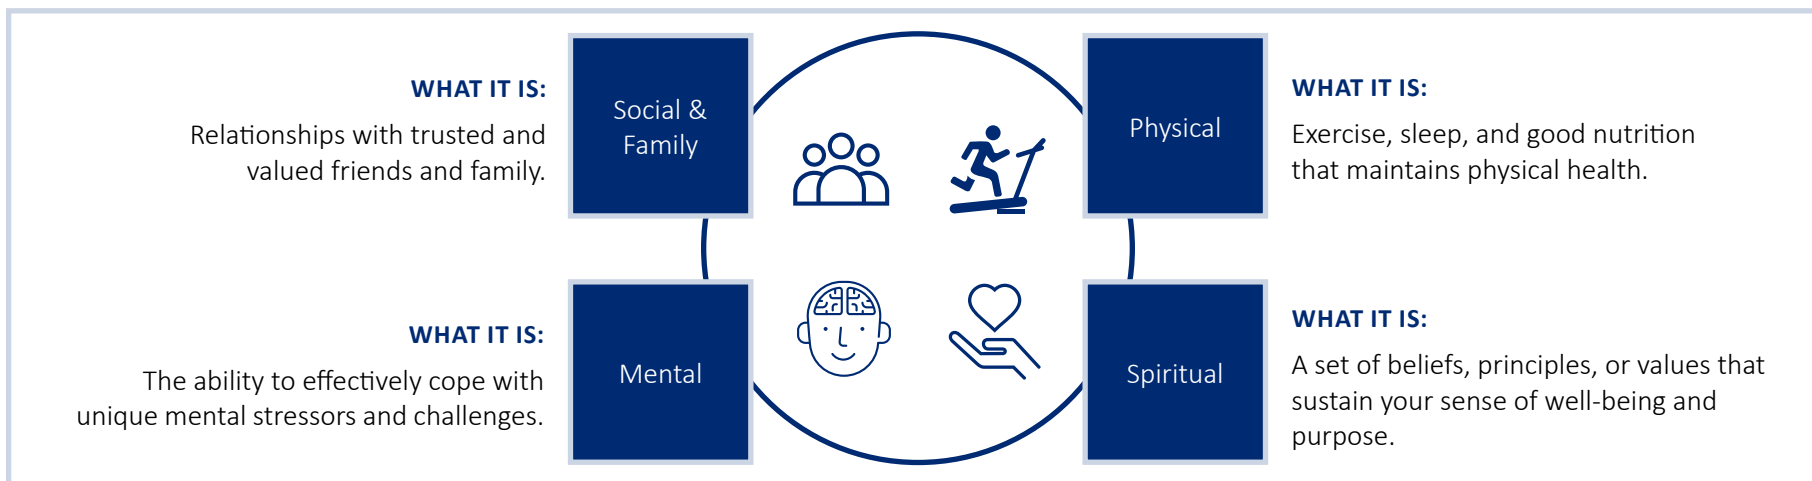 WHAT IT IS:
Relationships with trusted and
valued friends and family.
Social &
Family
Physical
WHAT IT IS:
Exercise, sleep, and good nutrition
that maintains physical health.
WHAT IT IS:
The ability to effectively cope with
unique mental stressors and challenges.
Mental
Spiritual
WHAT IT IS:
A set of beliefs, principles, or values that
sustain your sense of well-being and
purpose.